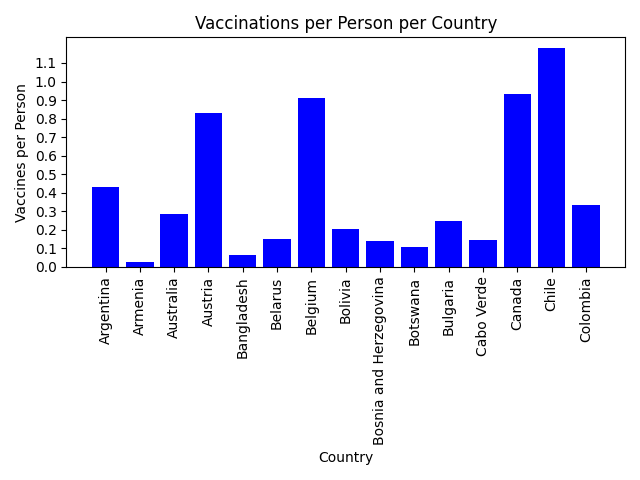 Vaccinations per Person per Country
Vaccines per Person
1.1
1.0
0.9
0.8
0.7
0.6
0.5
0.4
0.3
0.2
0.1
0.0
Argentina
Armenia
Australia
Austria
Bangladesh
Belarus
Belgium
Bolivia
Bosnia and Herzegovina
Botswana
Bulgaria
Cabo Verde
Canada
Chile
Colombia
Country